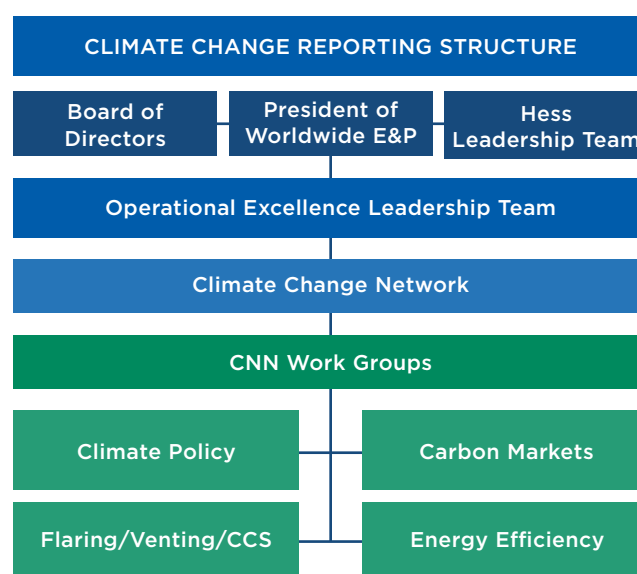 CLIMATE CHANGE REPORTING STRUCTURE
Board of
Directors
President of
Worldwide E&P
Hess
Leadership Team
Operational Excellence Leadership Team
Climate Change Network
CNN Work Groups
Climate Policy
Carbon Markets
Flaring/Venting/CCS
Energy Efficiency